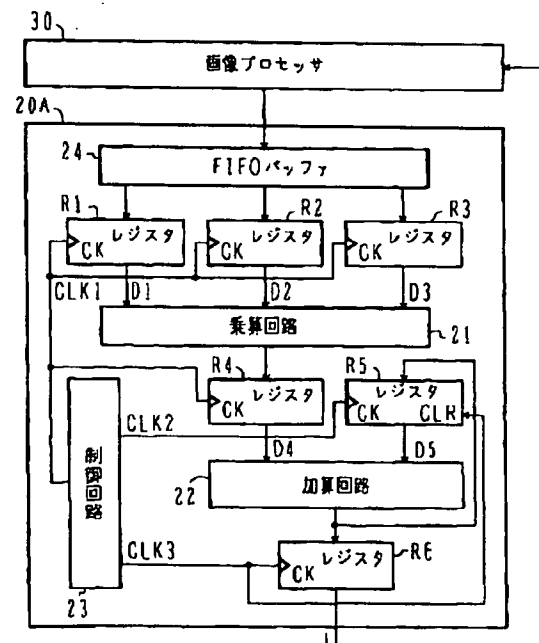 30
画像プロセッサ
20A
24
FIFOバッファ
R1
R2
R3
レジスタ
CK
レジスタ
CK
レジスタ
CK
CLK1
D1
D2
D3
乗算回路
21
R4
R5
レジスタ
CK
レジスタ
CK
CLR
CLK2
制御回路
D4
D5
22
加算回路
CLK3
レジスタ
CK
R6
23